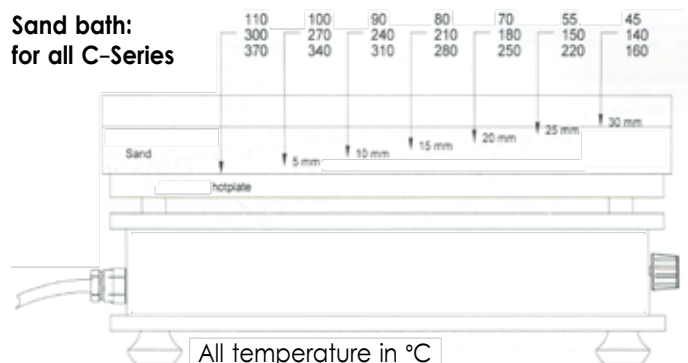 Sand bath:
for all C-Series
110 100 90 80 70 55 45
300 270 240 210 180 150 140
370 340 310 280 250 220 160
30 mm
25 mm
20 mm
15 mm
10 mm
5 mm
Sand
hotplate
All temperature in °C